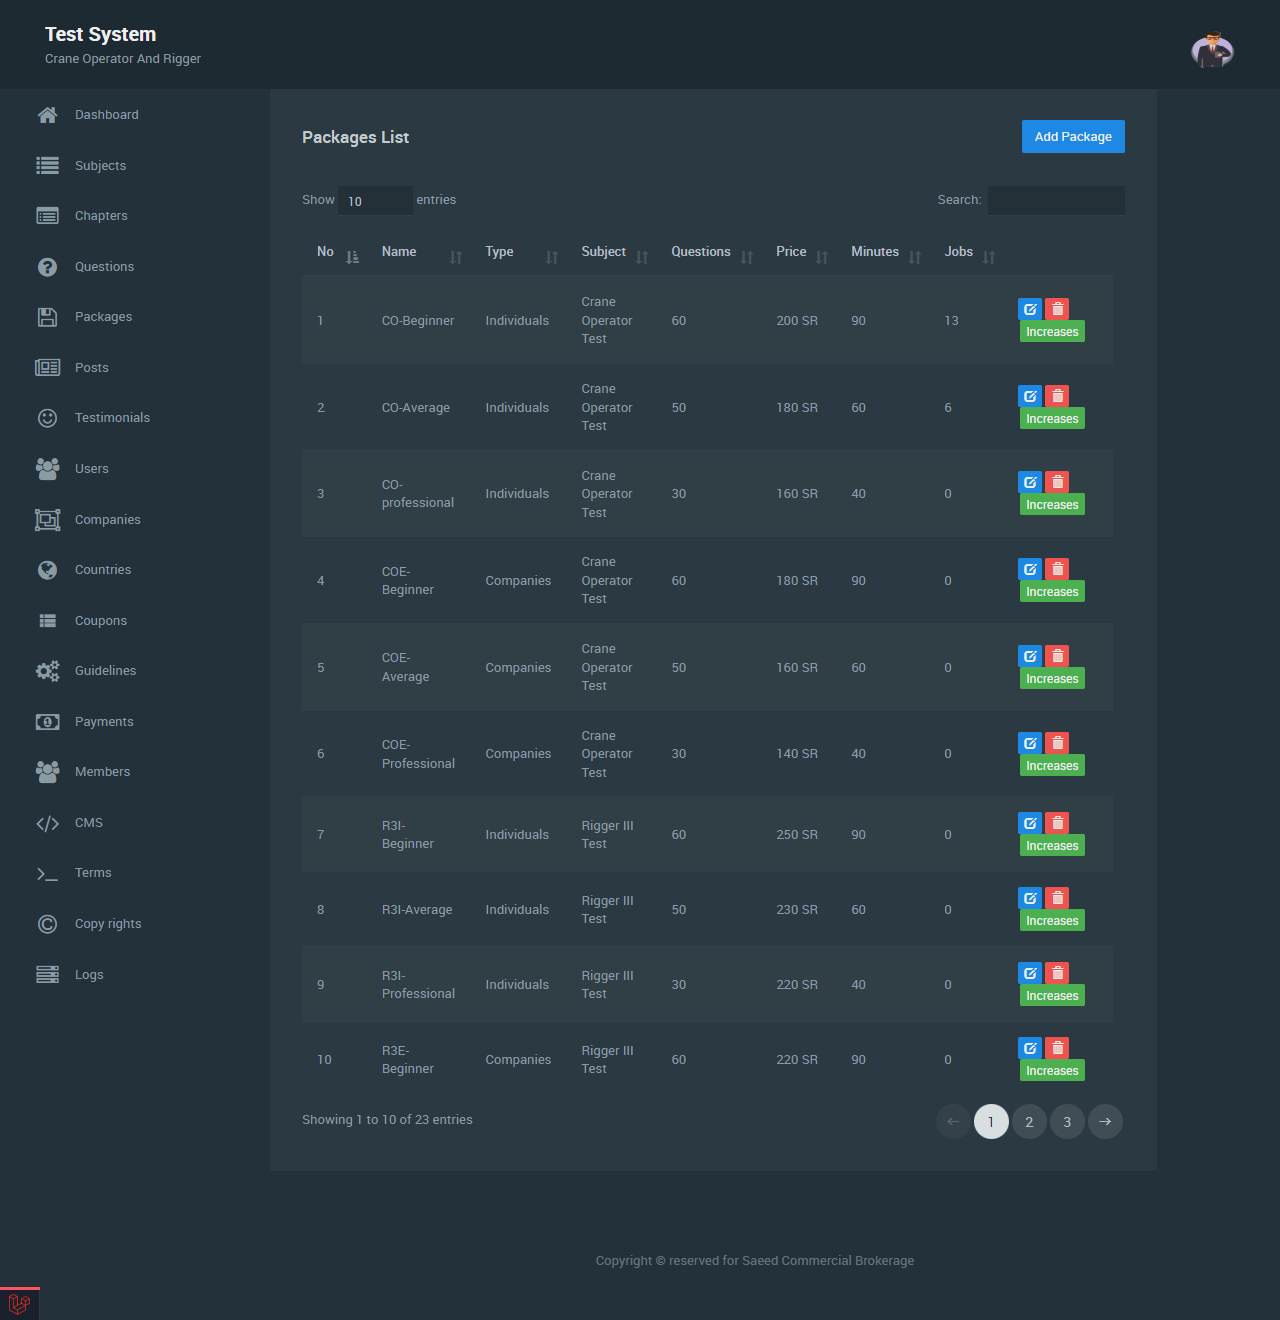 Test System
Crane Operator And Rigger
Dashboard
Subjects
Chapters
Questions
Packages
Posts
Testimonials
Users
Companies
Countries
Coupons
Guidelines
Payments
Members
CMS
Terms
Copy rights
Logs
Packages List
Add Package
Show 10 entries
Search:
No Name Type Subject Questions Price Minutes Jobs
1 CO-Beginner Individuals Crane Operator Test 60 200 SR 90 13 Increases
2 CO-Average Individuals Crane Operator Test 50 180 SR 60 6 Increases
3 CO-professional Individuals Crane Operator Test 30 160 SR 40 0 Increases
4 COE-Beginner Companies Crane Operator Test 60 180 SR 90 0 Increases
5 COE-Average Companies Crane Operator Test 50 160 SR 60 0 Increases
6 COE-Professional Companies Crane Operator Test 30 140 SR 40 0 Increases
7 R3I-Beginner Individuals Rigger III Test 60 250 SR 90 0 Increases
8 R3I-Average Individuals Rigger III Test 50 230 SR 60 0 Increases
9 R3I-Professional Individuals Rigger III Test 30 220 SR 40 0 Increases
10 R3E-Beginner Companies Rigger III Test 60 220 SR 90 0 Increases
Showing 1 to 10 of 23 entries
← 1 2 3 →
Copyright © reserved for Saeed Commercial Brokerage